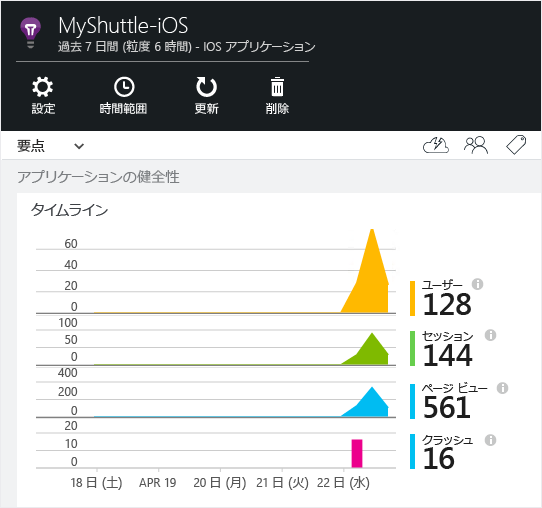 MyShuttle-iOS
過去 7 日間 (粒度 6 時間) - IOS アプリケーション
設定
時間範囲
更新
削除
要点
アプリケーションの健全性
タイムライン
60
40
20
0
ユーザー
128
100
50
0
セッション
144
400
200
0
ページ ビュー
561
20
10
0
クラッシュ
16
18 日 (土)
APR 19
20 日 (月)
21 日 (火)
22 日 (水)